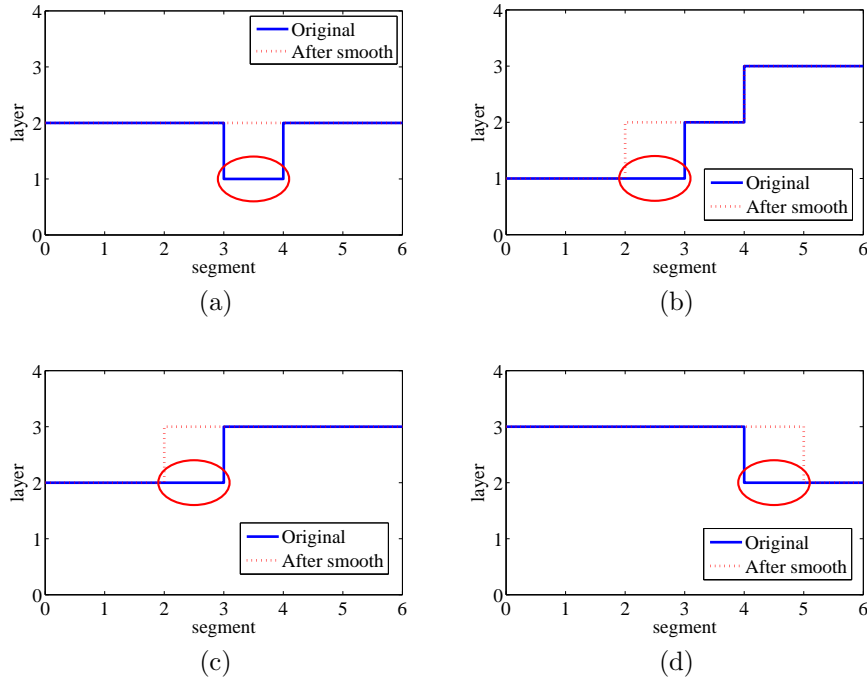 4
3
2
1
0
layer
Original
After smooth
0 1 2 3 4 5 6
segment
(a)
4
3
2
1
0
layer
Original
After smooth
0 1 2 3 4 5 6
segment
(b)
4
3
2
1
0
layer
Original
After smooth
0 1 2 3 4 5 6
segment
(c)
4
3
2
1
0
layer
Original
After smooth
0 1 2 3 4 5 6
segment
(d)